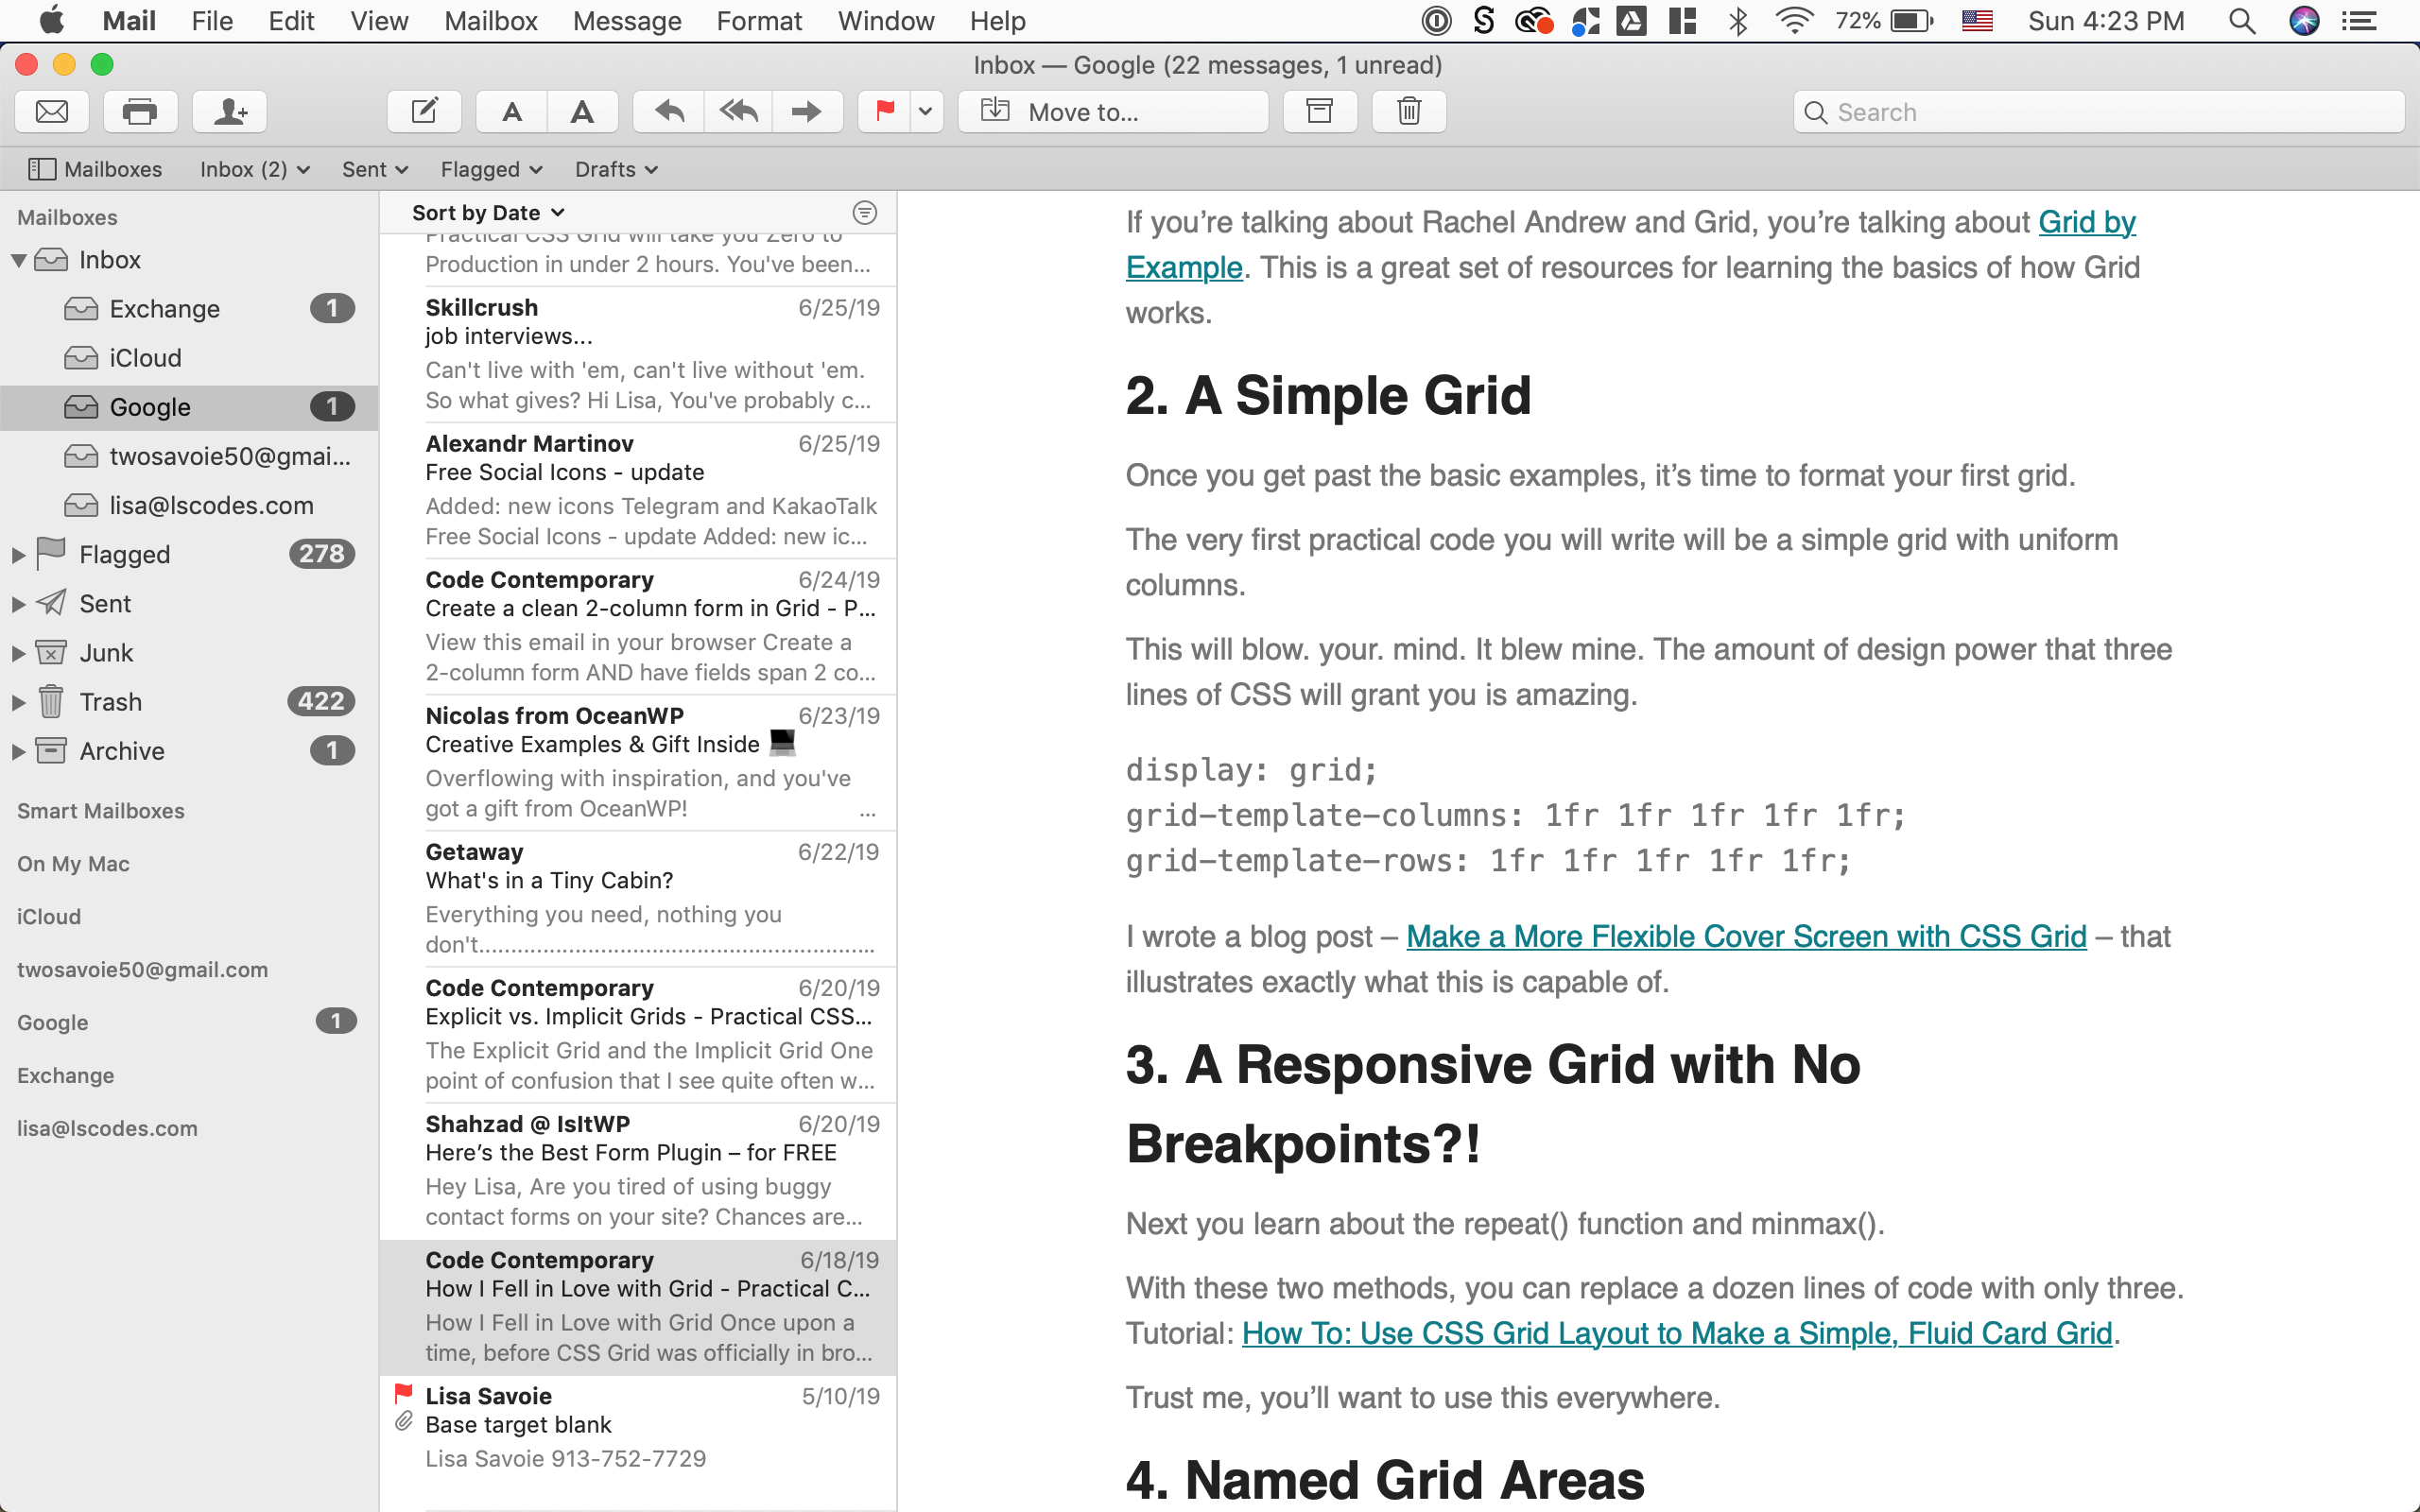 Mail File Edit View Mailbox Message Format Window Help 72% Sun 4:23 PM
Inbox — Google (22 messages, 1 unread)
A A Move to... Search
Mailboxes Inbox (2) Sent Flagged Drafts
Mailboxes
Inbox
Exchange 1
iCloud
Google 1
twosavoie50@gmai...
lisa@lscodes.com
Flagged 278
Sent
Junk
Trash 422
Archive 1
Smart Mailboxes
On My Mac
iCloud
twosavoie50@gmail.com
Google 1
Exchange
lisa@lscodes.com
Sort by Date
Practical CSS Grid will take you Zero to
Production in under 2 hours. You've been...
Skillcrush 6/25/19
job interviews...
Can't live with 'em, can't live without 'em.
So what gives? Hi Lisa, You've probably c...
Alexandr Martinov 6/25/19
Free Social Icons - update
Added: new icons Telegram and KakaoTalk
Free Social Icons - update Added: new ic...
Code Contemporary 6/24/19
Create a clean 2-column form in Grid - P...
View this email in your browser Create a
2-column form AND have fields span 2 co...
Nicolas from OceanWP 6/23/19
Creative Examples & Gift Inside
Overflowing with inspiration, and you've
got a gift from OceanWP! ...
Getaway 6/22/19
What's in a Tiny Cabin?
Everything you need, nothing you
don't..............................................................
Code Contemporary 6/20/19
Explicit vs. Implicit Grids - Practical CSS...
The Explicit Grid and the Implicit Grid One
point of confusion that I see quite often w...
Shahzad @ IsItWP 6/20/19
Here’s the Best Form Plugin – for FREE
Hey Lisa, Are you tired of using buggy
contact forms on your site? Chances are...
Code Contemporary 6/18/19
How I Fell in Love with Grid - Practical C...
How I Fell in Love with Grid Once upon a
time, before CSS Grid was officially in bro...
Lisa Savoie 5/10/19
Base target blank
Lisa Savoie 913-752-7729
If you’re talking about Rachel Andrew and Grid, you’re talking about Grid by
Example. This is a great set of resources for learning the basics of how Grid
works.
2. A Simple Grid
Once you get past the basic examples, it’s time to format your first grid.
The very first practical code you will write will be a simple grid with uniform
columns.
This will blow. your. mind. It blew mine. The amount of design power that three
lines of CSS will grant you is amazing.
display: grid;
grid-template-columns: 1fr 1fr 1fr 1fr 1fr;
grid-template-rows: 1fr 1fr 1fr 1fr 1fr;
I wrote a blog post – Make a More Flexible Cover Screen with CSS Grid – that
illustrates exactly what this is capable of.
3. A Responsive Grid with No
Breakpoints?!
Next you learn about the repeat() function and minmax().
With these two methods, you can replace a dozen lines of code with only three.
Tutorial: How To: Use CSS Grid Layout to Make a Simple, Fluid Card Grid.
Trust me, you’ll want to use this everywhere.
4. Named Grid Areas